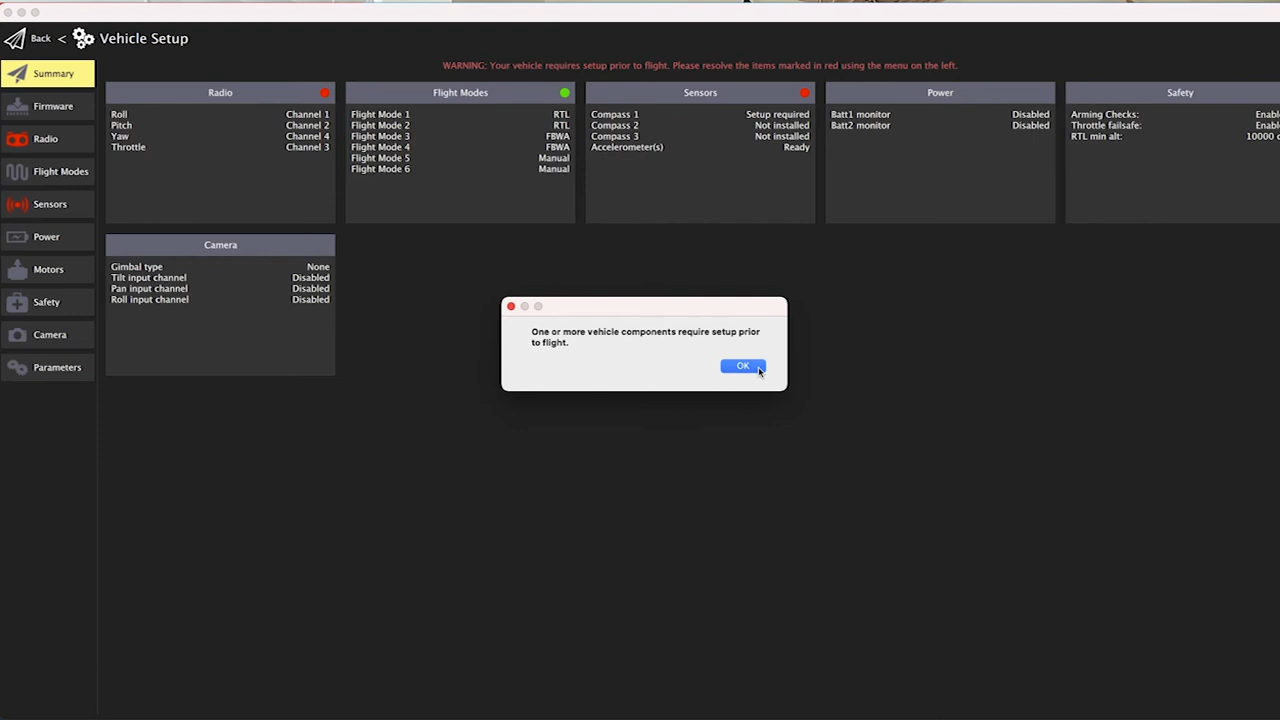 Back < Vehicle Setup
WARNING: Your vehicle requires setup prior to flight. Please resolve the items marked in red using the menu on the left.
Summary
Firmware
Radio
Flight Modes
Sensors
Power
Motors
Safety
Camera
Parameters
Radio
Roll Channel 1
Pitch Channel 2
Yaw Channel 4
Throttle Channel 3
Flight Modes
Flight Mode 1 RTL
Flight Mode 2 RTL
Flight Mode 3 FBWA
Flight Mode 4 FBWA
Flight Mode 5 Manual
Flight Mode 6 Manual
Sensors
Compass 1 Setup required
Compass 2 Not installed
Compass 3 Not installed
Accelerometer(s) Ready
Power
Batt1 monitor Disabled
Batt2 monitor Disabled
Safety
Arming Checks: Enabl
Throttle failsafe: Enabl
RTL min alt: 10000 c
Camera
Gimbal type None
Tilt input channel Disabled
Pan input channel Disabled
Roll input channel Disabled
One or more vehicle components require setup prior
to flight.
OK